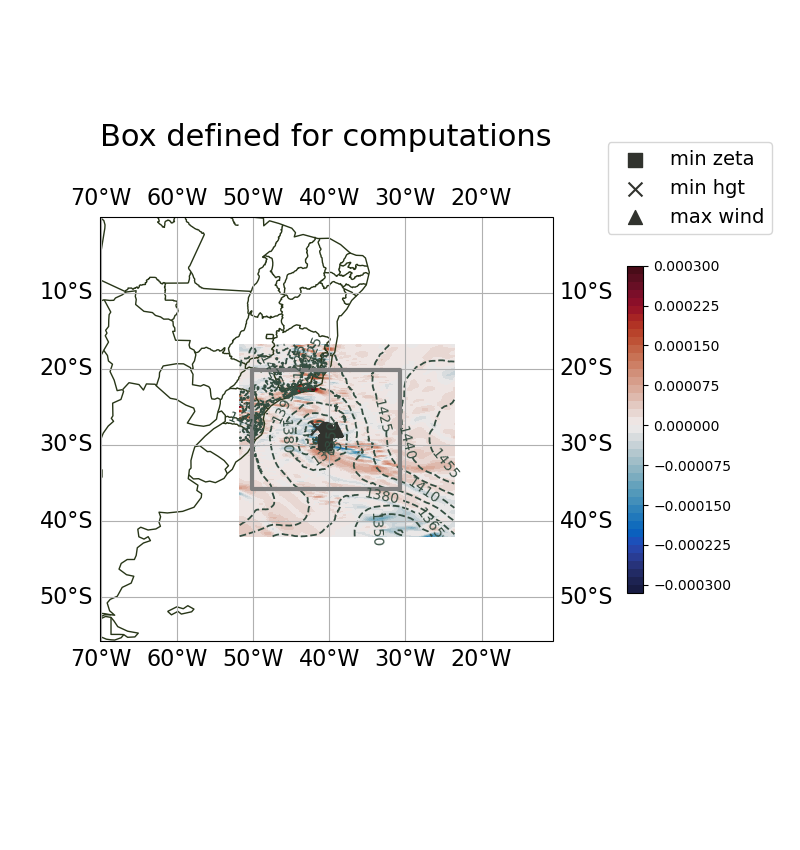 Box defined for computations
min zeta
min hgt
max wind
70°W 60°W 50°W 40°W 30°W 20°W
10°S 10°S
20°S 20°S
30°S 30°S
40°S 40°S
50°S 50°S
70°W 60°W 50°W 40°W 30°W 20°W
1425
1440
1455
1380
1380
1410
1365
1350
0.000300
0.000225
0.000150
0.000075
0.000000
−0.000075
−0.000150
−0.000225
−0.000300